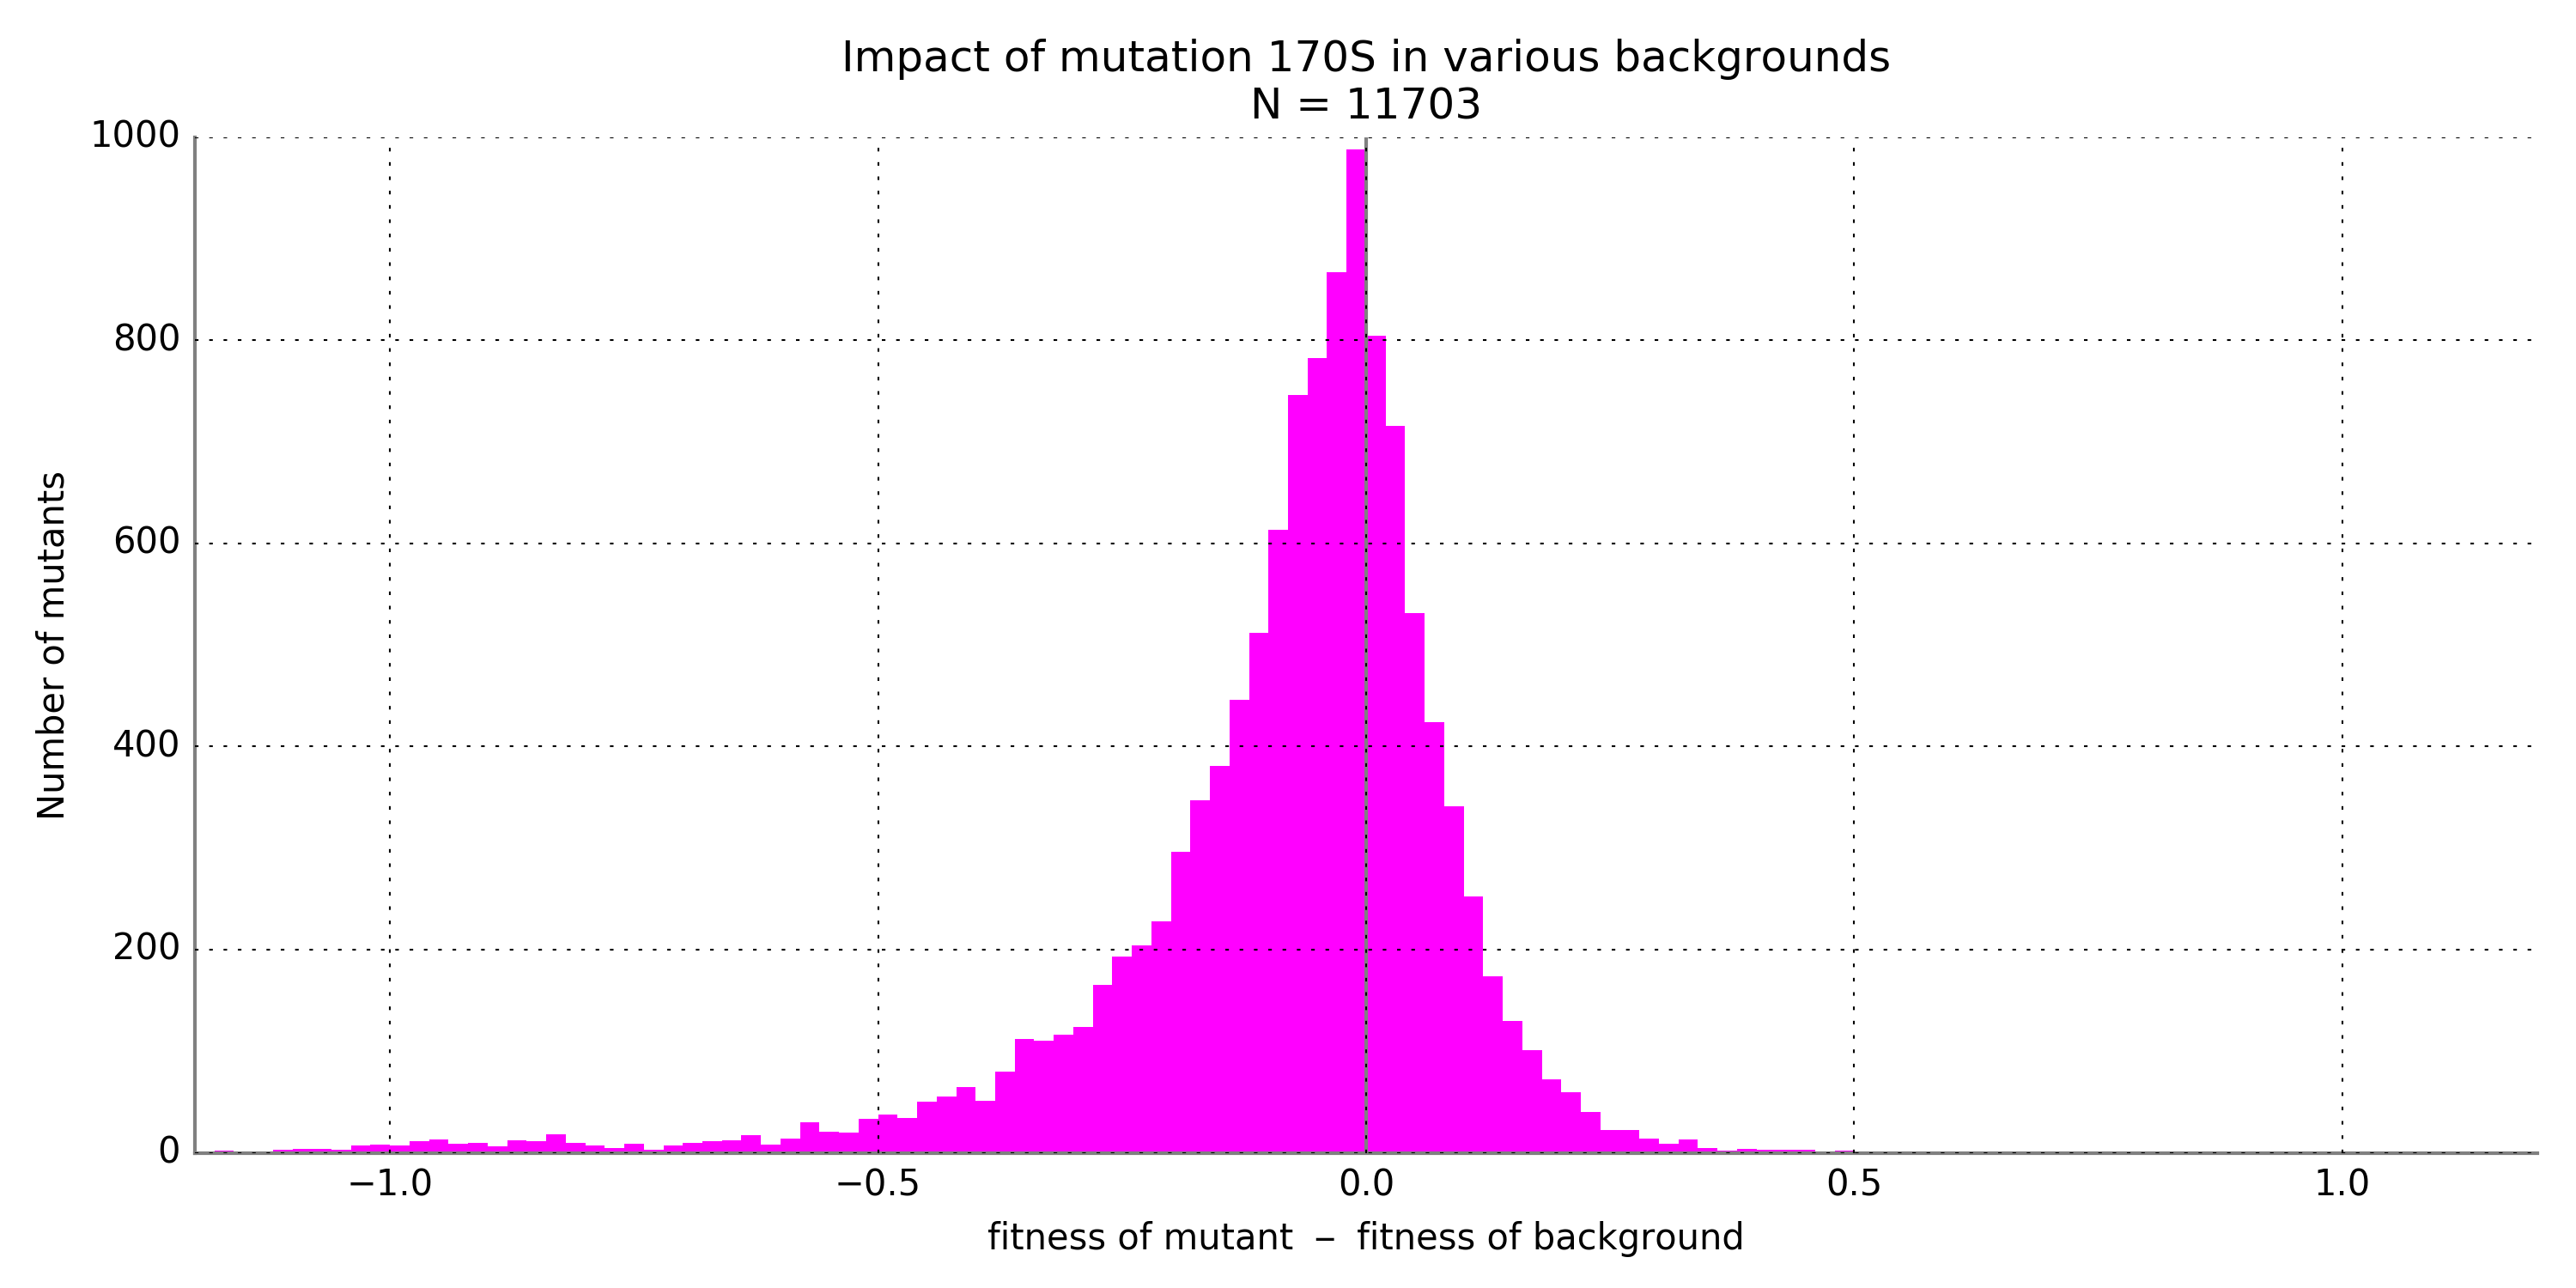 Impact of mutation 170S in various backgrounds
N = 11703
1000
800
600
400
200
0
Number of mutants
−1.0
−0.5
0.0
0.5
1.0
fitness of mutant – fitness of background